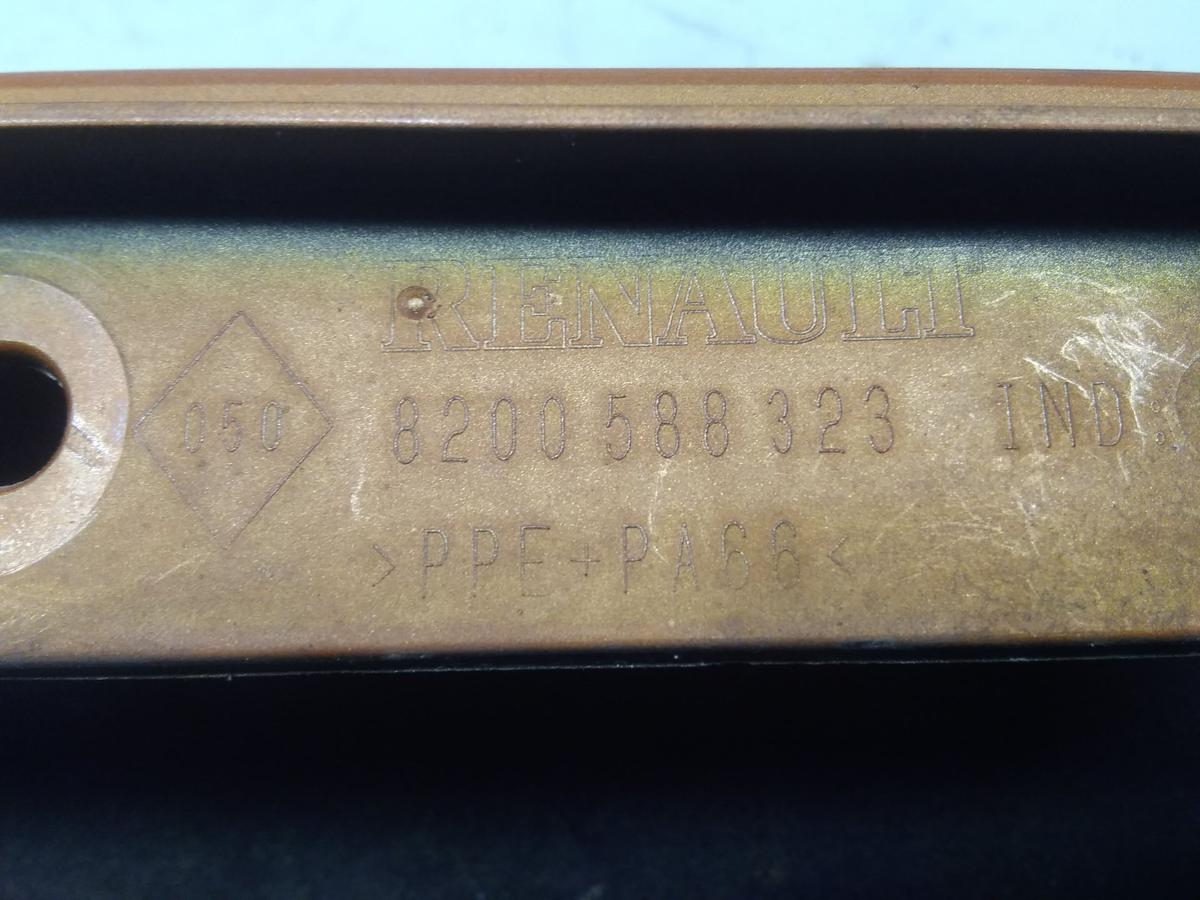 RENAULT
050 8200 588 323 IND:
>PPE+PA66<